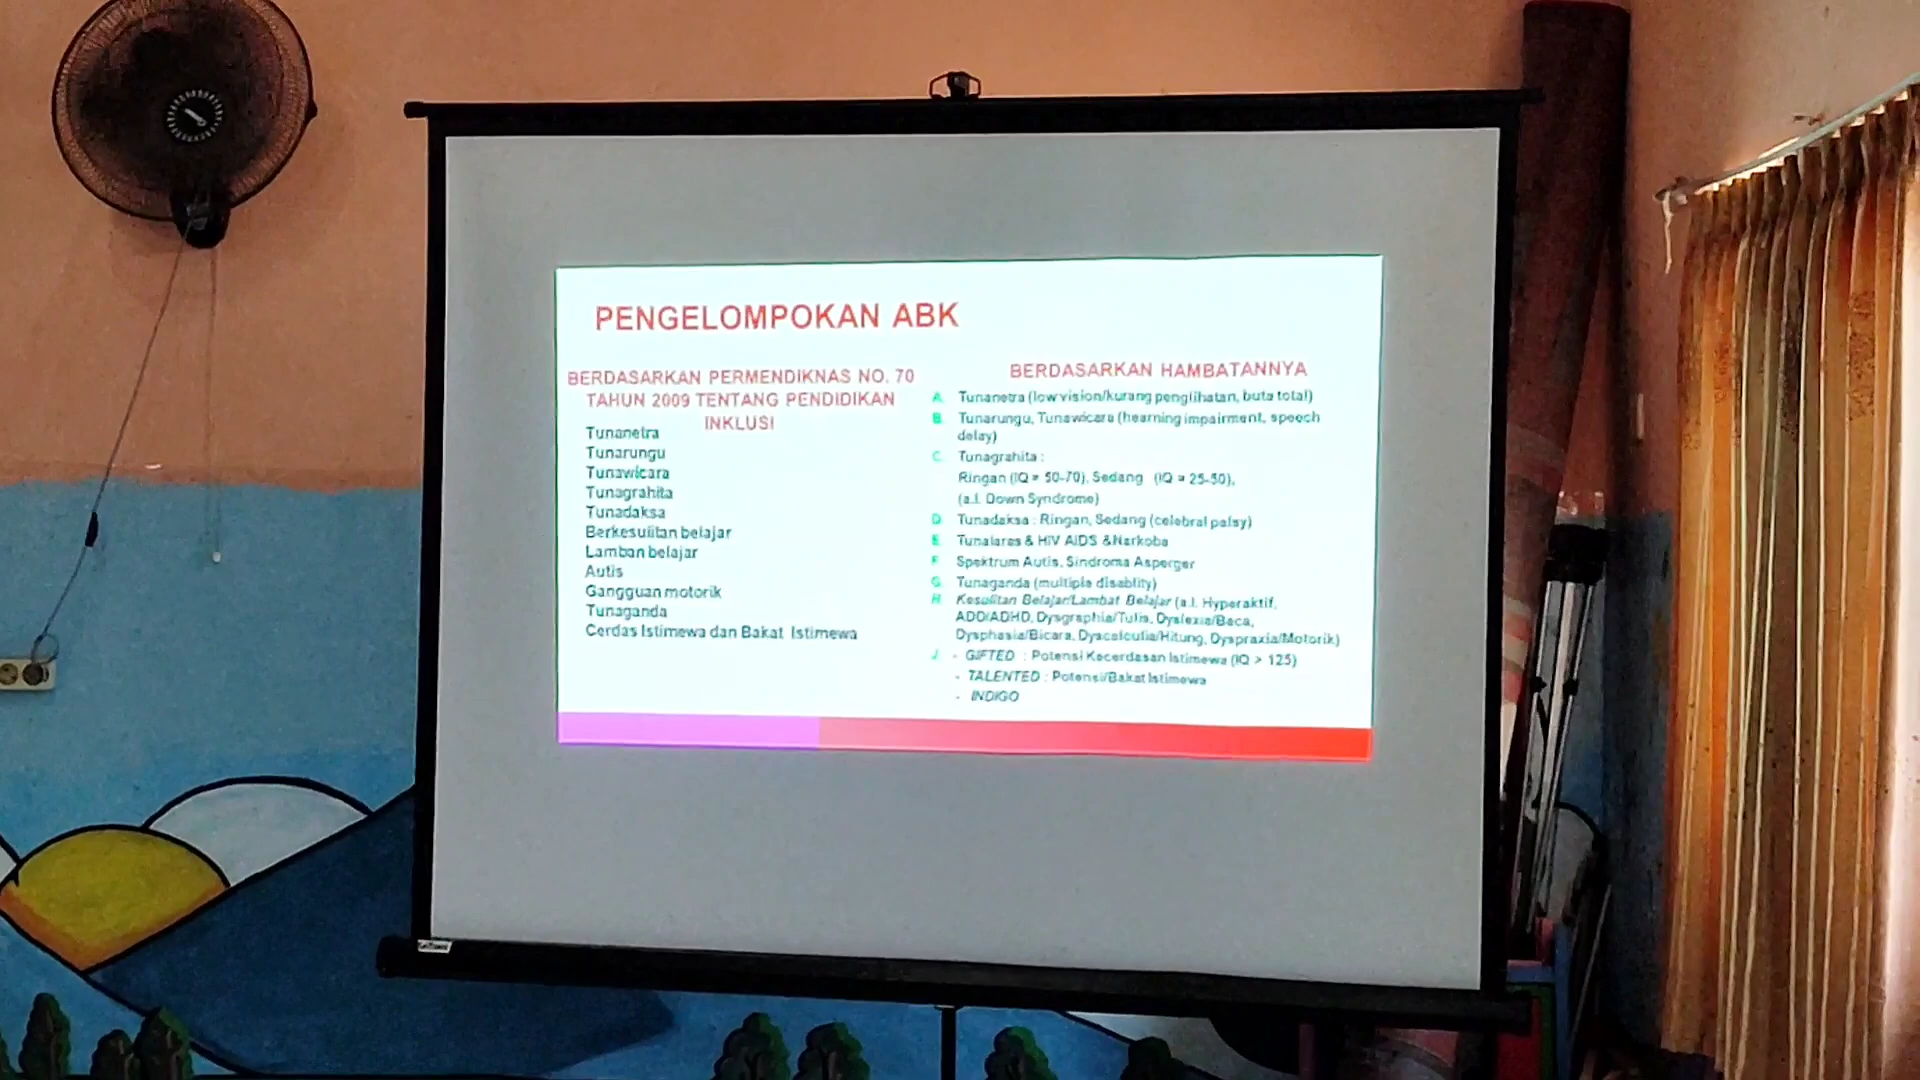 PENGELOMPOKAN ABK
BERDASARKAN PERMENDIKNAS NO. 70
TAHUN 2009 TENTANG PENDIDIKAN
INKLUSI
Tunanetra
Tunarungu
Tunawicara
Tunagrahita
Tunadaksa
Berkesulitan belajar
Lamban belajar
Autis
Gangguan motorik
Tunaganda
Cerdas Istimewa dan Bakat Istimewa
BERDASARKAN HAMBATANNYA
A. Tunanetra (low vision/kurang penglihatan, buta total)
B. Tunarungu, Tunawicara (hearning impairment, speech
delay)
C. Tunagrahita :
Ringan (IQ = 50-70), Sedang (IQ = 25-50),
(a.l. Down Syndrome)
D. Tunadaksa : Ringan, Sedang (celebral palsy)
E. Tunalaras & HIV AIDS &Narkoba
F. Spektrum Autis, Sindroma Asperger
G. Tunaganda (multiple disablity)
H. Kesulitan Belajar/Lambat Belajar (a.l. Hyperaktif,
ADD/ADHD, Dysgraphia/Tulis, Dyslexia/Baca,
Dysphasia/Bicara, Dyscalculia/Hitung, Dyspraxia/Motorik)
J. - GIFTED : Potensi Kecerdasan Istimewa (IQ > 125)
- TALENTED : Potensi/Bakat Istimewa
- INDIGO